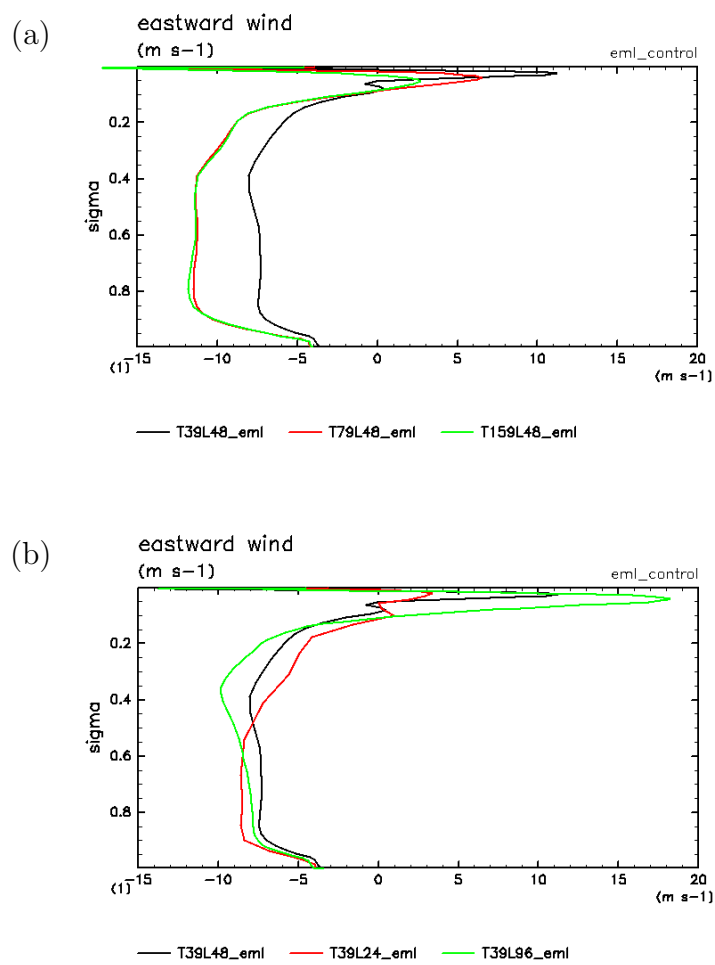 (a)
eastward wind
(m s-1)
eml_control
0.2
0.4
sigma
0.6
0.8
(1)
-15 -10 -5 0 5 10 15 20
(m s-1)
T39L48_eml T79L48_eml T159L48_eml
(b)
eastward wind
(m s-1)
eml_control
0.2
0.4
sigma
0.6
0.8
(1)
-15 -10 -5 0 5 10 15 20
(m s-1)
T39L48_eml T39L24_eml T39L96_eml